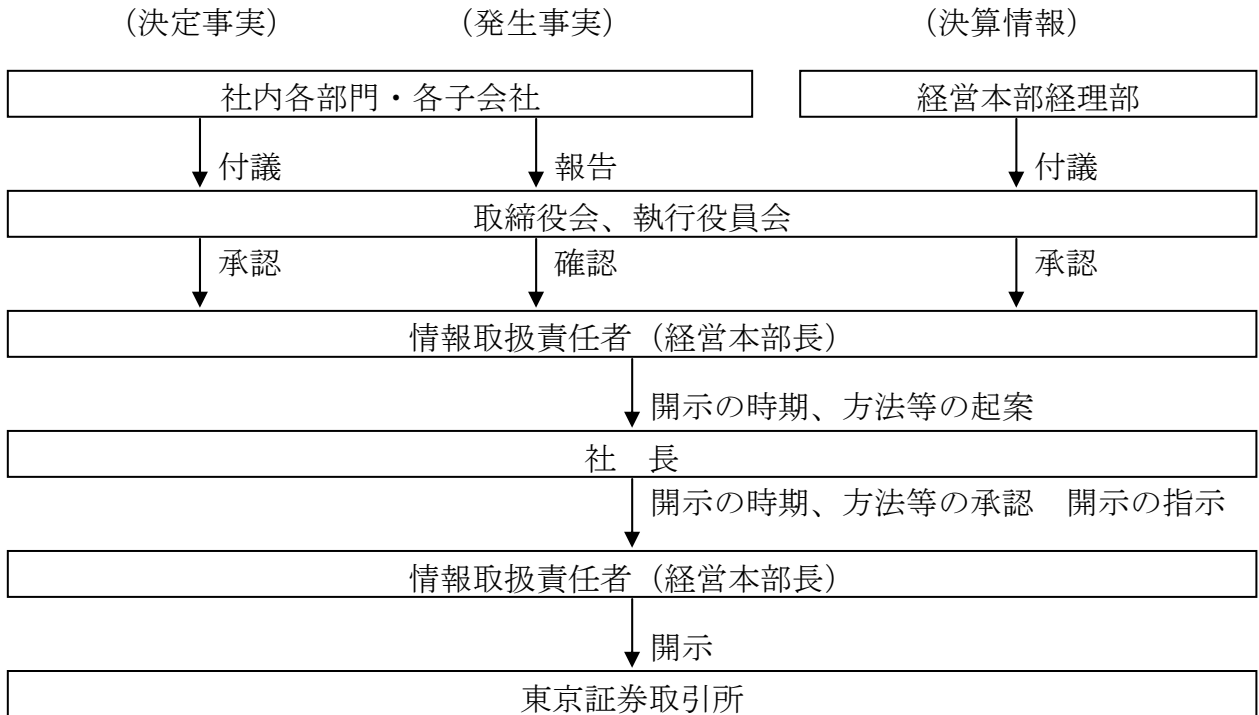 (決定事実) (発生事実) (決算情報)
社内各部門・各子会社 経営本部経理部
付議 報告 付議
取締役会、執行役員会
承認 確認 承認
情報取扱責任者(経営本部長)
開示の時期、方法等の起案
社 長
開示の時期、方法等の承認 開示の指示
情報取扱責任者(経営本部長)
開示
東京証券取引所